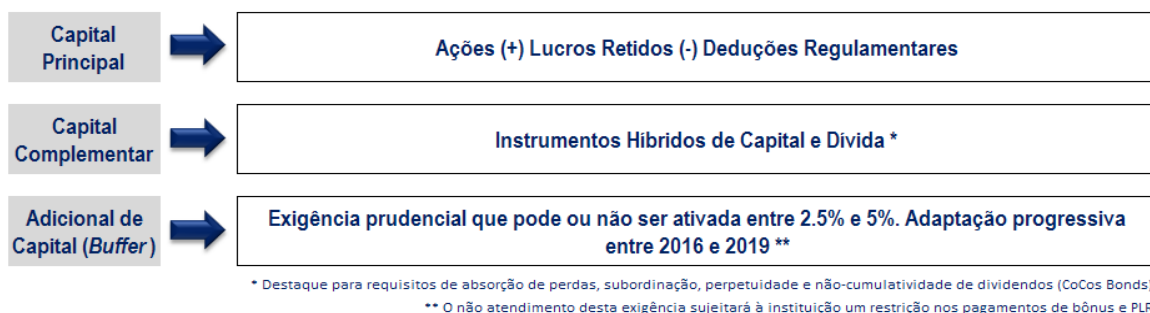 Capital
Principal
Ações (+) Lucros Retidos (-) Deduções Regulamentares
Capital
Complementar
Instrumentos Híbridos de Capital e Dívida *
Adicional de
Capital (Buffer)
Exigência prudencial que pode ou não ser ativada entre 2.5% e 5%. Adaptação progressiva
entre 2016 e 2019 **
* Destaque para requisitos de absorção de perdas, subordinação, perpetuidade e não-cumulatividade de dividendos (CoCos Bonds)
** O não atendimento desta exigência sujeitará à instituição um restrição nos pagamentos de bônus e PLR